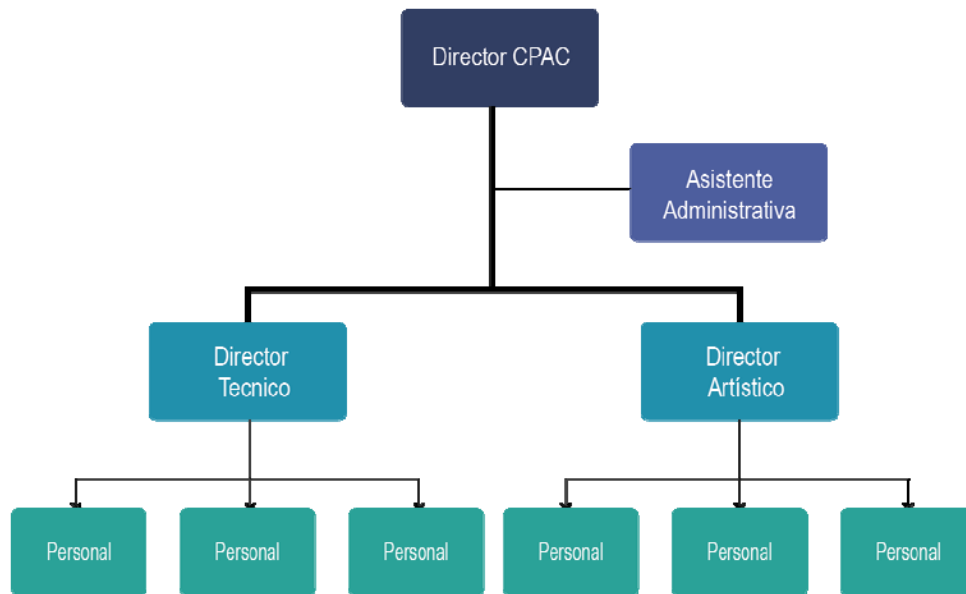 Director CPAC
Asistente
Administrativa
Director
Tecnico
Director
Artístico
Personal
Personal
Personal
Personal
Personal
Personal